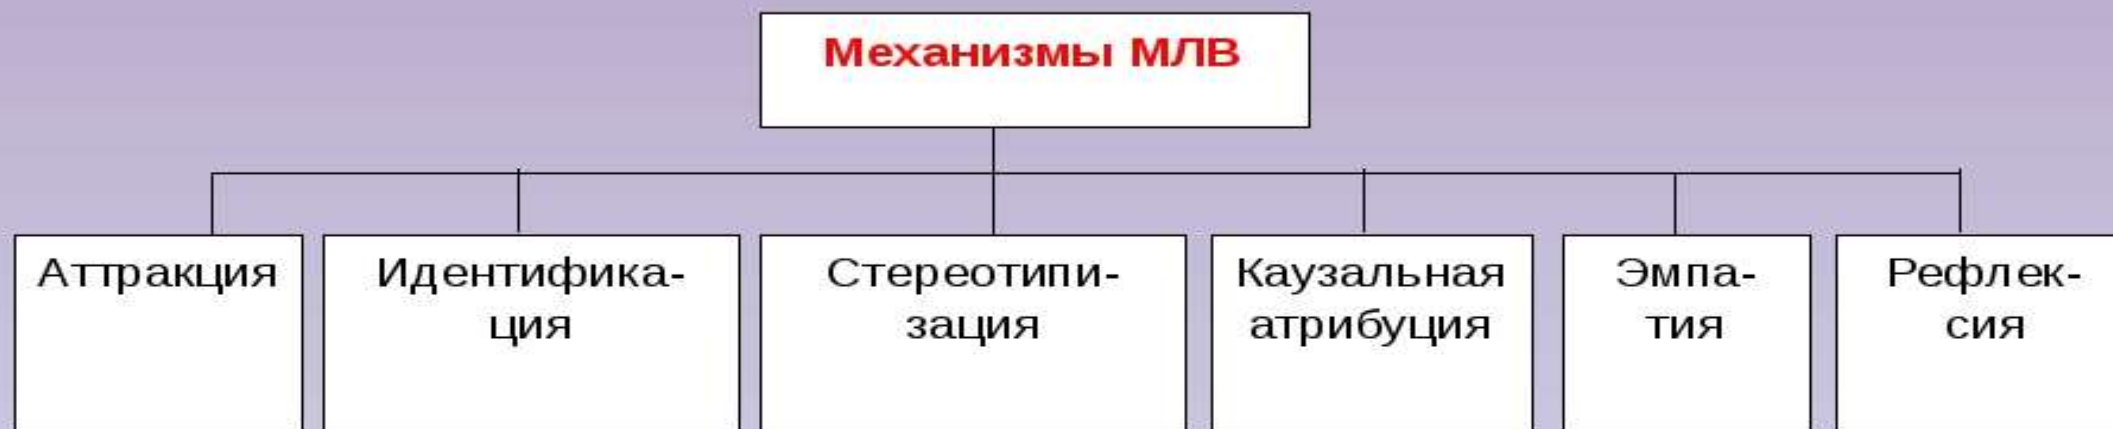 Механизмы МЛВ
Аттракция
Идентифика-
ция
Стереотипи-
зация
Каузальная
атрибуция
Эмпа-
тия
Рефлек-
сия